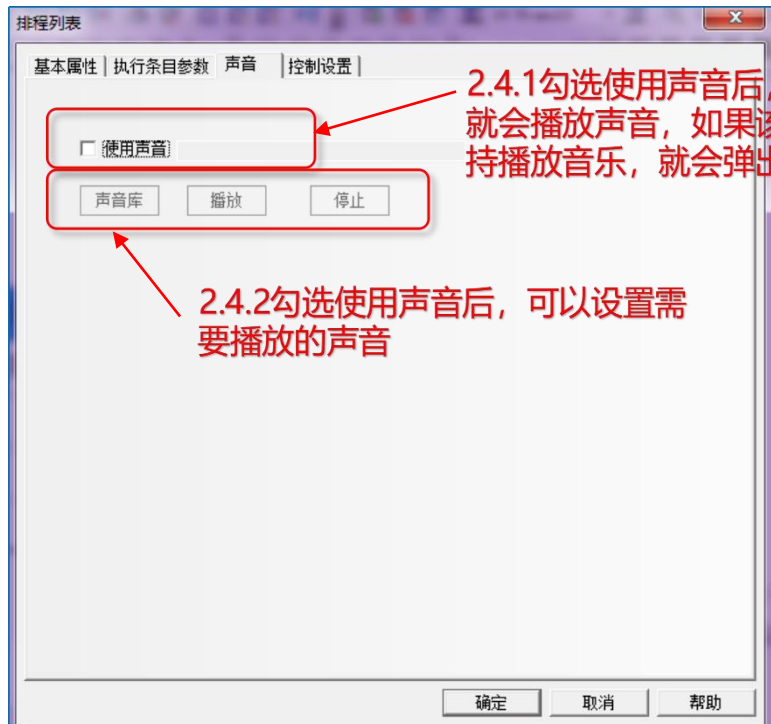 排程列表
基本属性 执行条目参数 声音 控制设置
2.4.1勾选使用声音后，
就会播放声音，如果该
持播放音乐，就会弹出
使用声音
声音库 播放 停止
2.4.2勾选使用声音后，可以设置需
要播放的声音
确定 取消 帮助